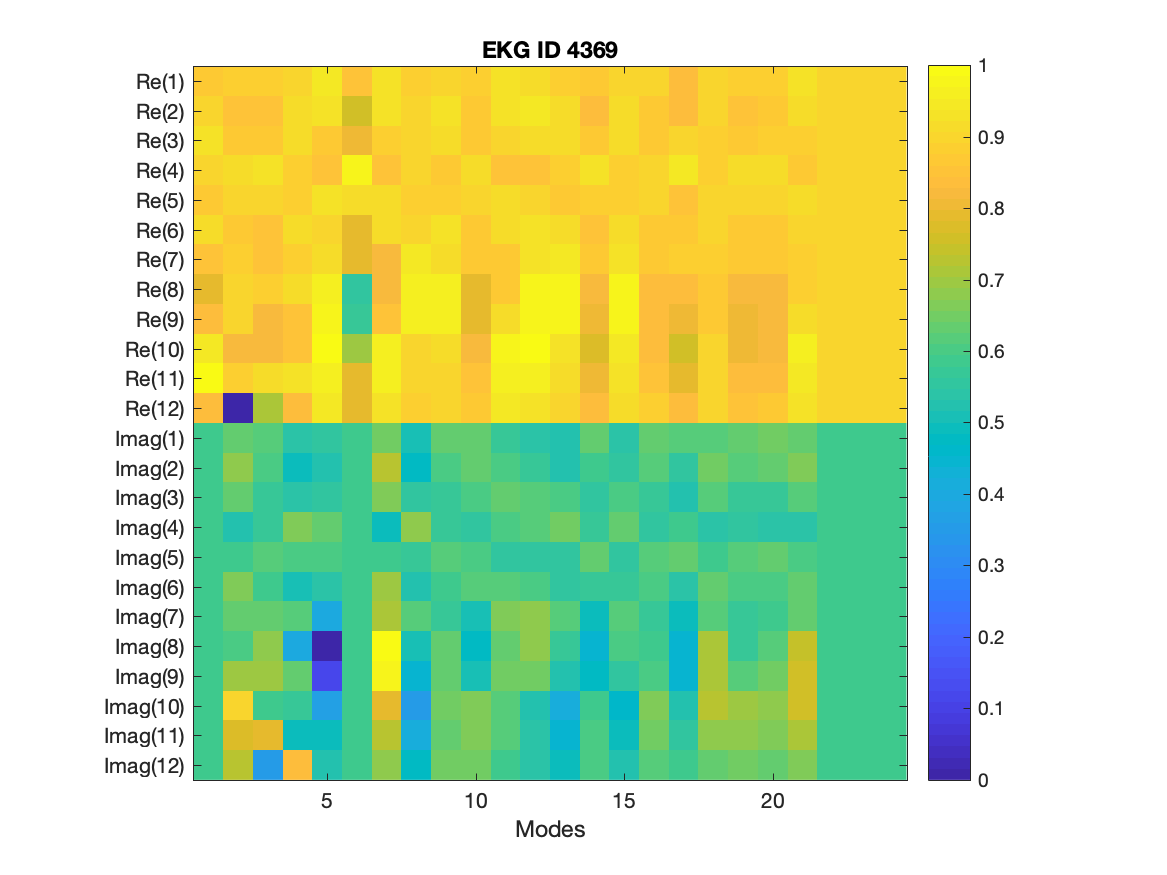 EKG ID 4369
Re(1)
Re(2)
Re(3)
Re(4)
Re(5)
Re(6)
Re(7)
Re(8)
Re(9)
Re(10)
Re(11)
Re(12)
Imag(1)
Imag(2)
Imag(3)
Imag(4)
Imag(5)
Imag(6)
Imag(7)
Imag(8)
Imag(9)
Imag(10)
Imag(11)
Imag(12)
5 10 15 20
Modes
1
0.9
0.8
0.7
0.6
0.5
0.4
0.3
0.2
0.1
0